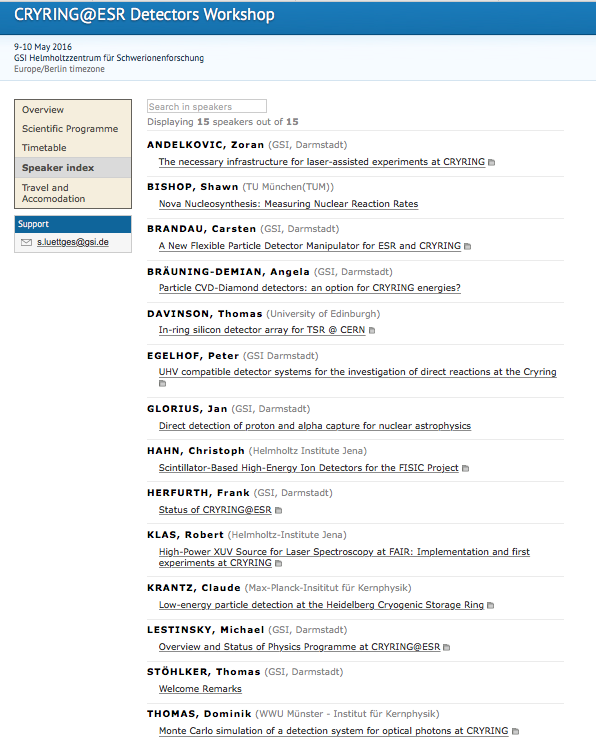 CRYRING@ESR Detectors Workshop
9-10 May 2016
GSI Helmholtzzentrum für Schwerionenforschung
Europe/Berlin timezone
Overview
Scientific Programme
Timetable
Speaker index
Travel and
Accomodation
Support
s.luettges@gsi.de
Search in speakers
Displaying 15 speakers out of 15
ANDELKOVIC, Zoran (GSI, Darmstadt)
The necessary infrastructure for laser-assisted experiments at CRYRING
BISHOP, Shawn (TU München(TUM))
Nova Nucleosynthesis: Measuring Nuclear Reaction Rates
BRANDAU, Carsten (GSI, Darmstadt)
A New Flexible Particle Detector Manipulator for ESR and CRYRING
BRÄUNING-DEMIAN, Angela (GSI, Darmstadt)
Particle CVD-Diamond detectors: an option for CRYRING energies?
DAVINSON, Thomas (University of Edinburgh)
In-ring silicon detector array for TSR @ CERN
EGELHOF, Peter (GSI Darmstadt)
UHV compatible detector systems for the investigation of direct reactions at the Cryring
GLORIUS, Jan (GSI, Darmstadt)
Direct detection of proton and alpha capture for nuclear astrophysics
HAHN, Christoph (Helmholtz Institute Jena)
Scintillator-Based High-Energy Ion Detectors for the FISIC Project
HERFURTH, Frank (GSI, Darmstadt)
Status of CRYRING@ESR
KLAS, Robert (Helmholtz-Institute Jena)
High-Power XUV Source for Laser Spectroscopy at FAIR: Implementation and first
experiments at CRYRING
KRANTZ, Claude (Max-Planck-Insititut für Kernphysik)
Low-energy particle detection at the Heidelberg Cryogenic Storage Ring
LESTINSKY, Michael (GSI, Darmstadt)
Overview and Status of Physics Programme at CRYRING@ESR
STÖHLKER, Thomas (GSI, Darmstadt)
Welcome Remarks
THOMAS, Dominik (WWU Münster - Institut für Kernphysik)
Monte Carlo simulation of a detection system for optical photons at CRYRING